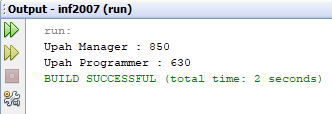 Output - inf2007 (run)
run:
Upah Manager : 850
Upah Programmer : 630
BUILD SUCCESSFUL (total time: 2 seconds)